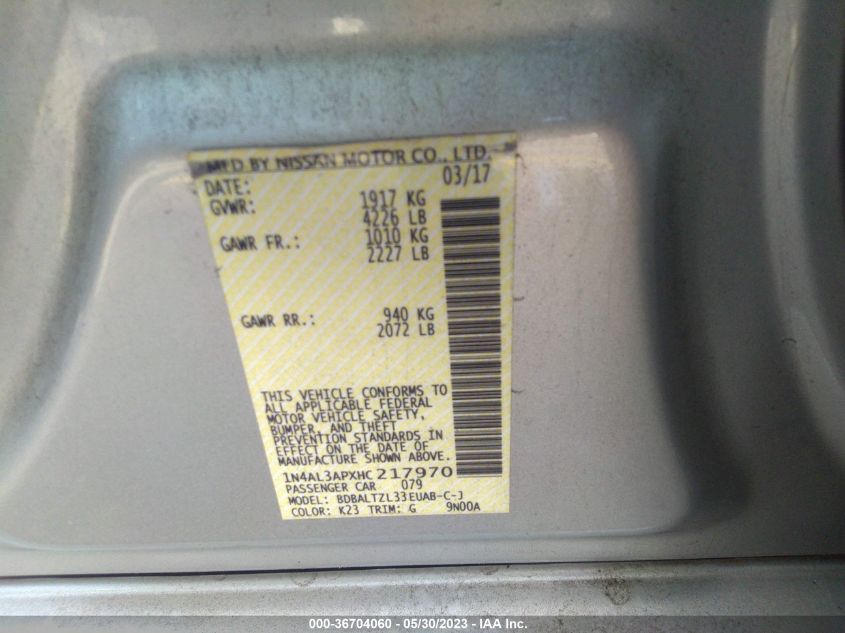 MFD BY NISSAN MOTOR CO., LTD.
DATE: 03/17
GVWR: 1917 KG
4226 LB
GAWR FR.: 1010 KG
2227 LB
GAWR RR.: 940 KG
2072 LB
THIS VEHICLE CONFORMS TO
ALL APPLICABLE FEDERAL
MOTOR VEHICLE SAFETY,
BUMPER, AND THEFT
PREVENTION STANDARDS IN
EFFECT ON THE DATE OF
MANUFACTURE SHOWN ABOVE.
1N4AL3APXHC 217970
PASSENGER CAR 079
MODEL: BDBALTZL33EUAB-C-J
COLOR: K23 TRIM: G 9N00A
000-36704060 - 05/30/2023 - IAA Inc.